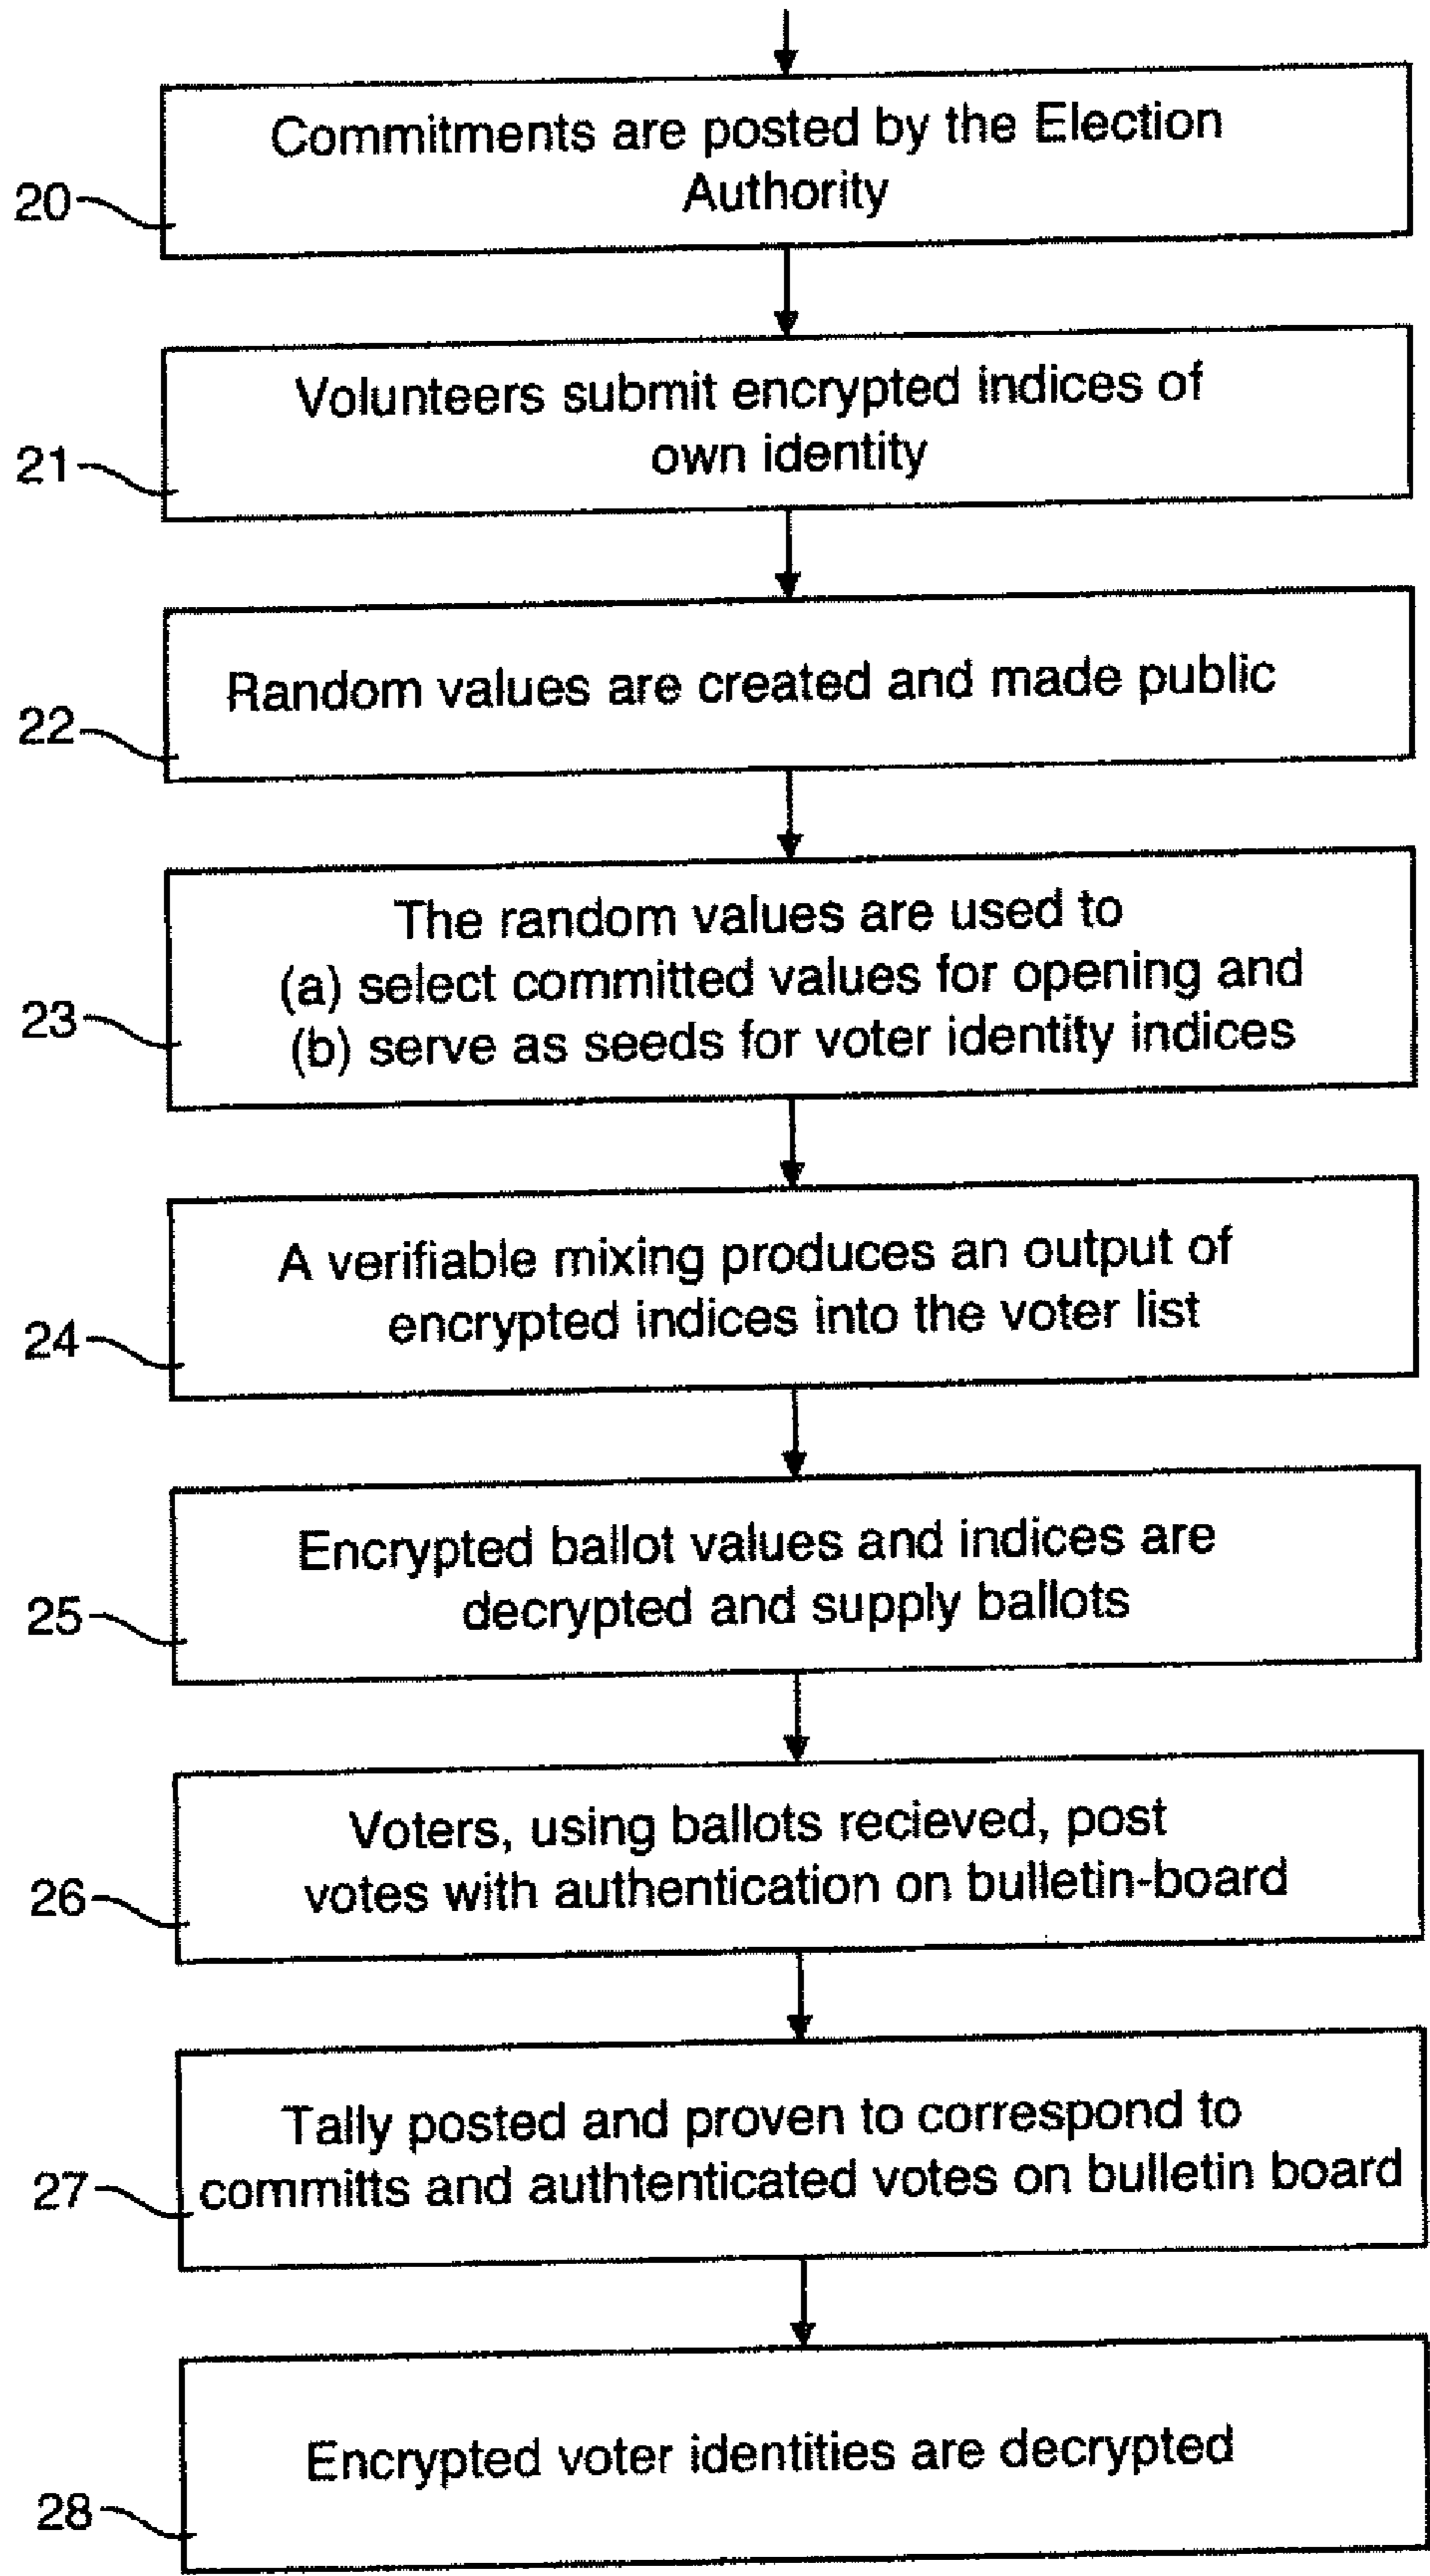 Commitments are posted by the Election
Authority
20
Volunteers submit encrypted indices of
own identity
21
Random values are created and made public
22
The random values are used to
(a) select committed values for opening and
(b) serve as seeds for voter identity indices
23
A verifiable mixing produces an output of
encrypted indices into the voter list
24
Encrypted ballot values and indices are
decrypted and supply ballots
25
Voters, using ballots recieved, post
votes with authentication on bulletin-board
26
Tally posted and proven to correspond to
committs and authtenticated votes on bulletin board
27
Encrypted voter identities are decrypted
28